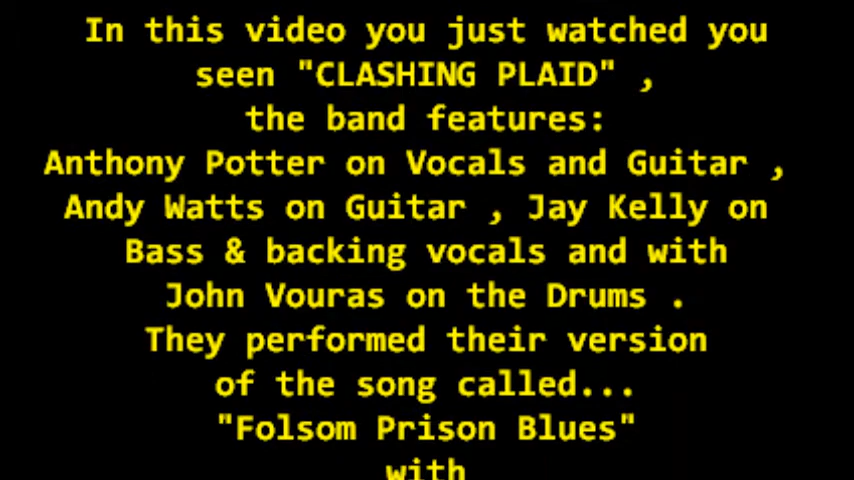 In this video you just watched you
seen "CLASHING PLAID" ,
the band features:
Anthony Potter on Vocals and Guitar ,
Andy Watts on Guitar , Jay Kelly on
Bass & backing vocals and with
John Vouras on the Drums .
They performed their version
of the song called...
"Folsom Prison Blues"
with